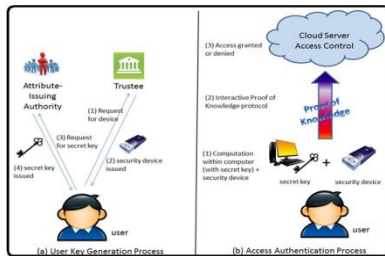 Attribute-
Issuing
Authority
Trustee
(1) Request
for device
(3) Request
for secret key
(4) secret key
issued
(2) security device
issued
user
(a) User Key Generation Process
Cloud Server
Access Control
(3) Access granted
or denied
(2) Interactive Proof
of Knowledge protocol
Proof of
Knowledge
(1) Computation
within computer
(with secret key) +
security device
+
secret key
security device
user
(b) Access Authentication Process